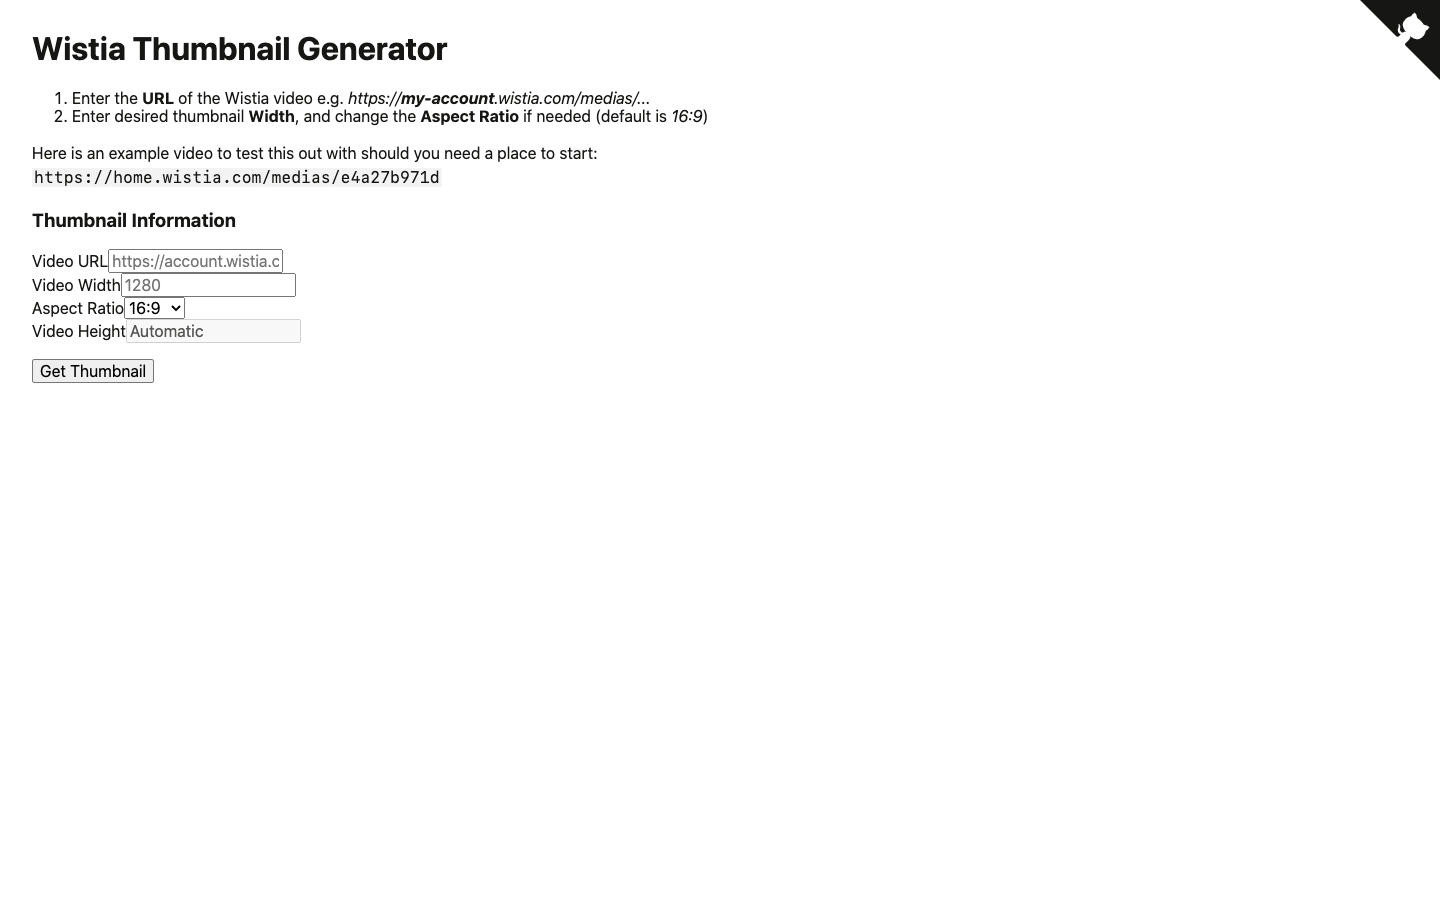 Wistia Thumbnail Generator
1. Enter the URL of the Wistia video e.g. https://my-account.wistia.com/medias/...
2. Enter desired thumbnail Width, and change the Aspect Ratio if needed (default is 16:9)
Here is an example video to test this out with should you need a place to start:
https://home.wistia.com/medias/e4a27b971d
Thumbnail Information
Video URL https://account.wistia.c
Video Width 1280
Aspect Ratio 16:9
Video Height Automatic
Get Thumbnail